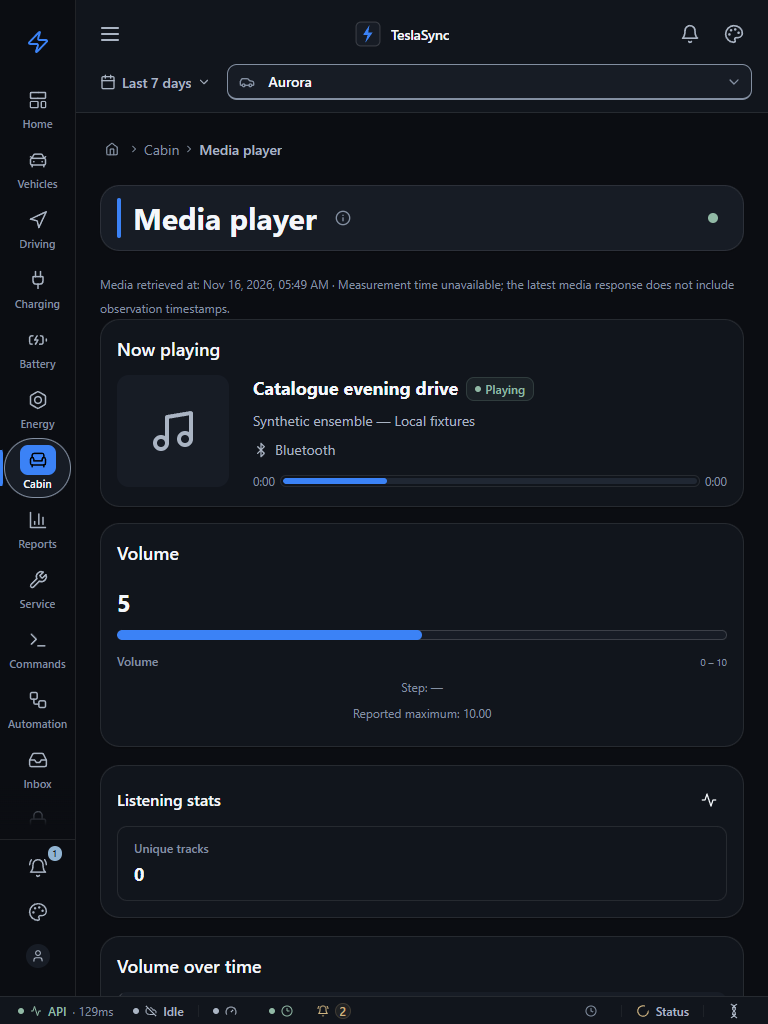 TeslaSync
Last 7 days
Aurora
Home
Vehicles
Driving
Charging
Battery
Energy
Cabin
Reports
Service
Commands
Automation
Inbox
1
Cabin
Media player
Media player
Media retrieved at: Nov 16, 2026, 05:49 AM · Measurement time unavailable; the latest media response does not include
observation timestamps.
Now playing
Catalogue evening drive
Playing
Synthetic ensemble — Local fixtures
Bluetooth
0:00
0:00
Volume
5
Volume
0 – 10
Step: —
Reported maximum: 10.00
Listening stats
Unique tracks
0
Volume over time
API · 129ms
Idle
2
Status